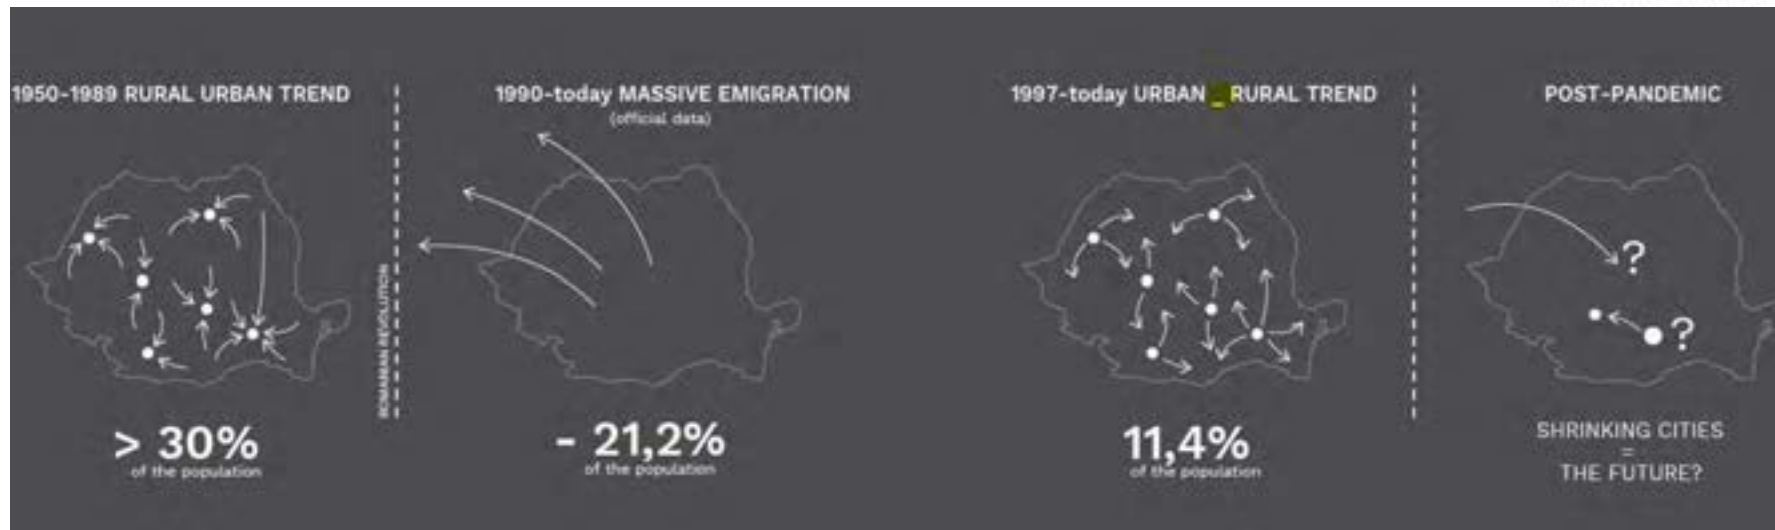 1950-1989 RURAL URBAN TREND
ROMANIAN REVOLUTION
> 30%
of the population
1990-today MASSIVE EMIGRATION
(official data)
- 21,2%
of the population
1997-today URBAN _ RURAL TREND
11,4%
of the population
POST-PANDEMIC
?
?
SHRINKING CITIES
=
THE FUTURE?